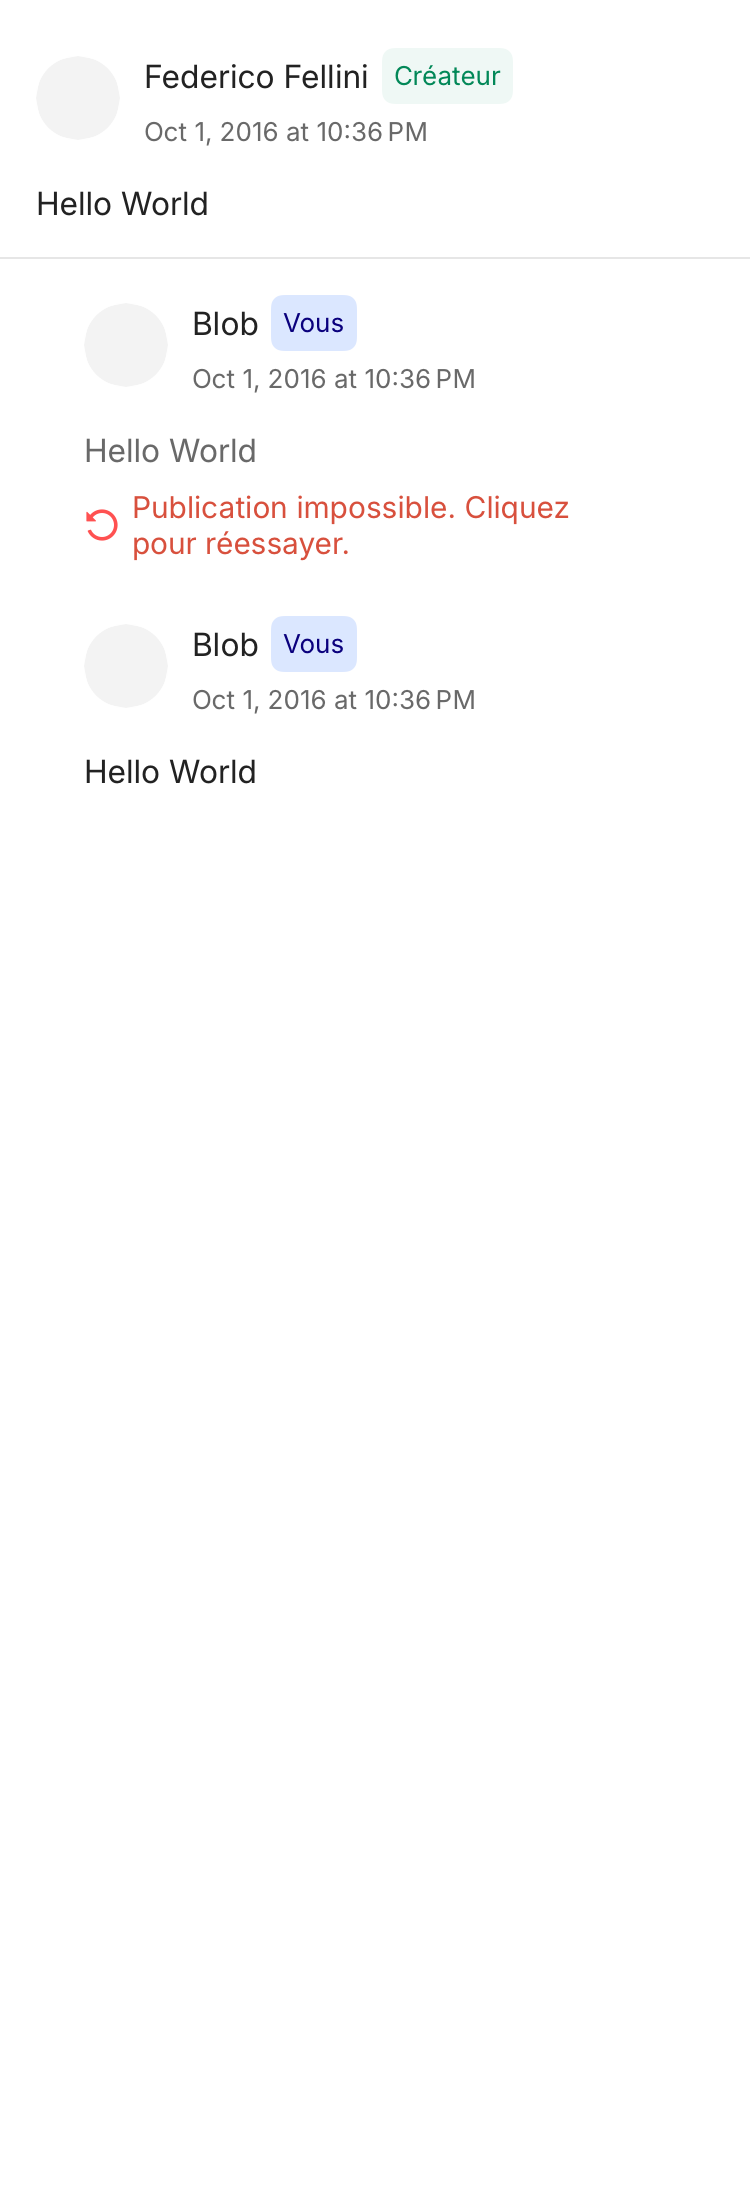 Federico Fellini Créateur
Oct 1, 2016 at 10:36 PM
Hello World
Blob Vous
Oct 1, 2016 at 10:36 PM
Hello World
Publication impossible. Cliquez
pour réessayer.
Blob Vous
Oct 1, 2016 at 10:36 PM
Hello World